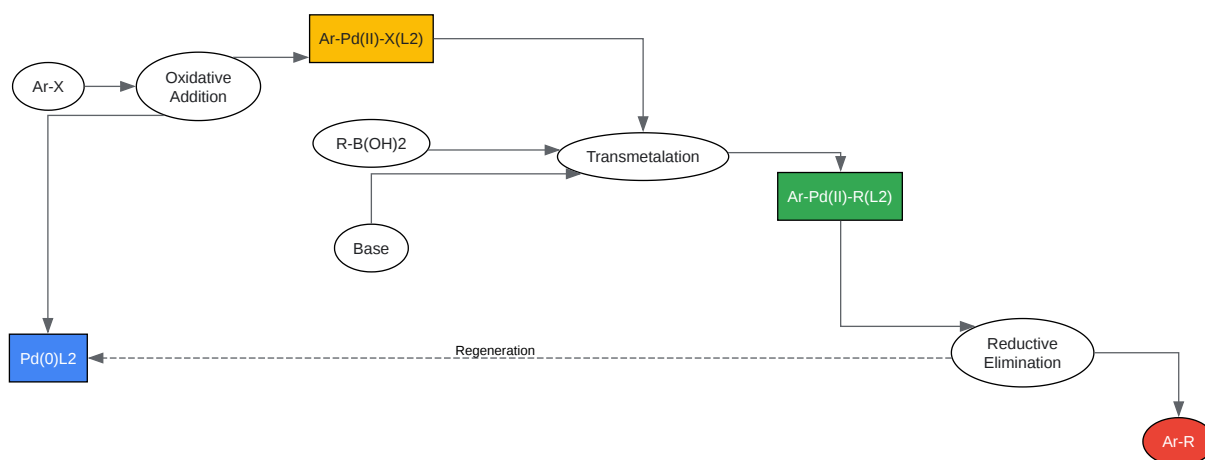 Ar-Pd(II)-X(L2)
Ar-X
Oxidative
Addition
R-B(OH)2
Transmetalation
Ar-Pd(II)-R(L2)
Base
Pd(0)L2
Regeneration
Reductive
Elimination
Ar-R